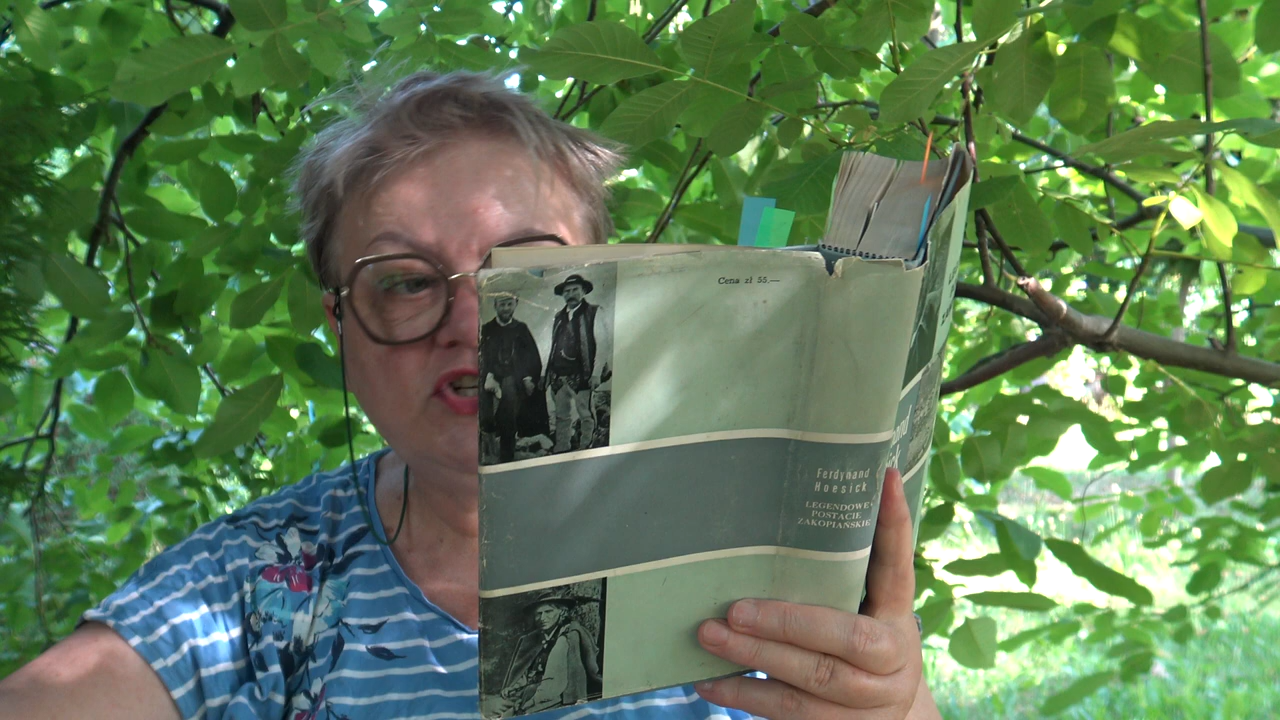 Cena zł 55.—
Ferdynand
Hoesick
LEGENDOWE
POSTACIE
ZAKOPIAŃSKIE